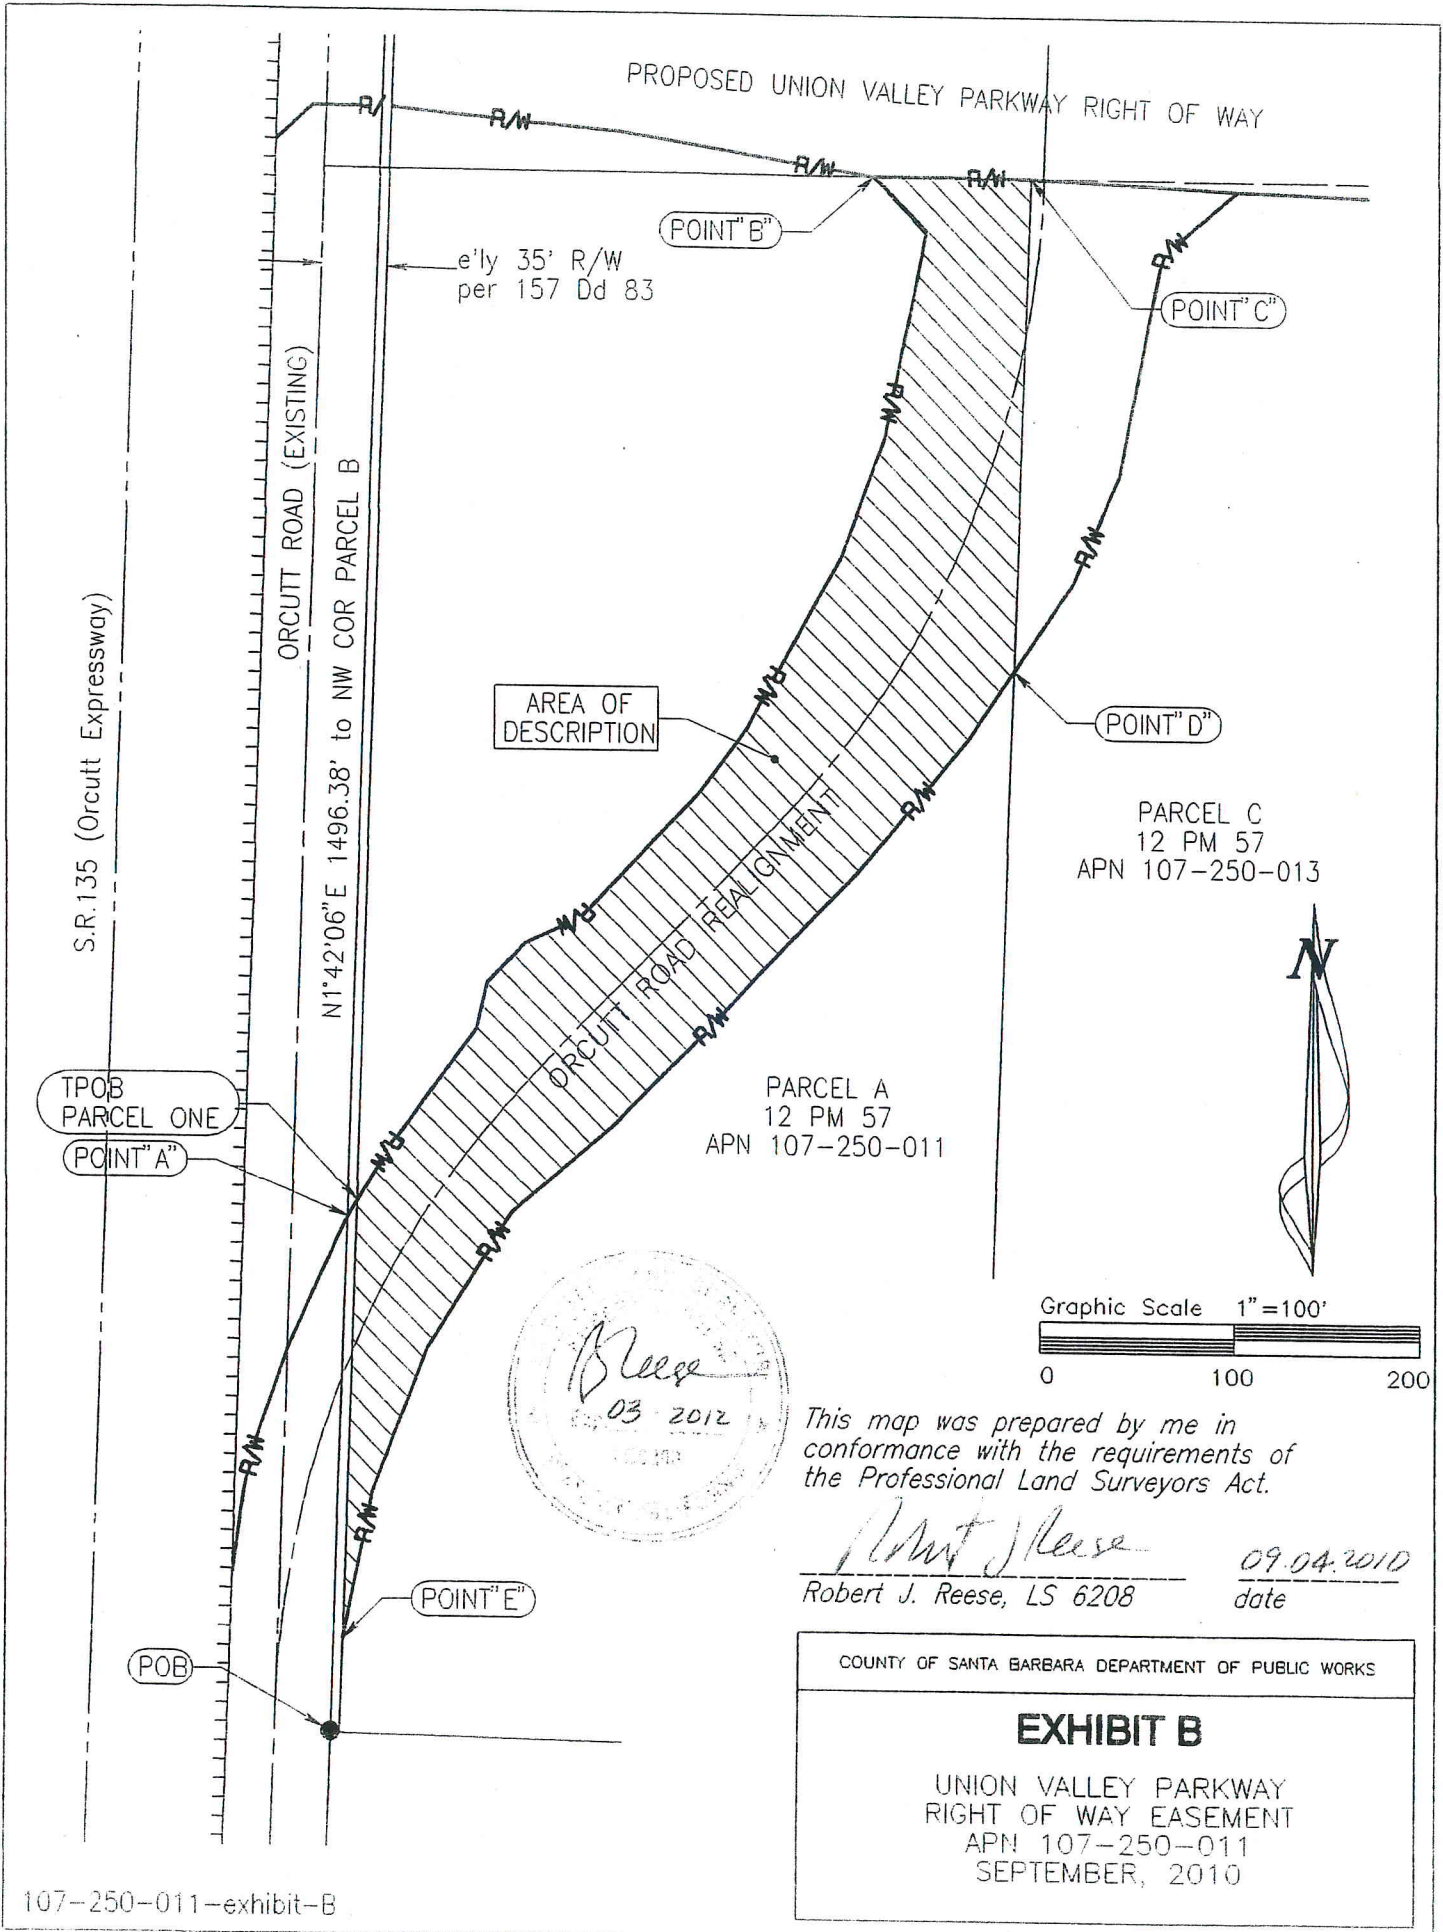 PROPOSED UNION VALLEY PARKWAY RIGHT OF WAY
R/
R/W
R/W
R/W
POINT"B"
R/W
e'ly 35' R/W
per 157 Dd 83
POINT"C"
ORCUTT ROAD (EXISTING)
R/W
N1°42'06"E 1496.38' to NW COR PARCEL B
R/W
S.R.135 (Orcutt Expressway)
R/W
AREA OF
DESCRIPTION
POINT"D"
R/W
PARCEL C
12 PM 57
APN 107-250-013
R/W
ORCUTT ROAD REALIGNMENT
N
R/W
TPOB
PARCEL ONE
PARCEL A
12 PM 57
APN 107-250-011
POINT"A"
R/W
R/W
Graphic Scale 1"=100'
0 100 200
BReese
03 2012
R/W
R/W
This map was prepared by me in
conformance with the requirements of
the Professional Land Surveyors Act.
Robert J Reese
09.04.2010
Robert J. Reese, LS 6208
date
POINT"E"
POB
COUNTY OF SANTA BARBARA DEPARTMENT OF PUBLIC WORKS
EXHIBIT B
UNION VALLEY PARKWAY
RIGHT OF WAY EASEMENT
APN 107-250-011
SEPTEMBER, 2010
107-250-011-exhibit-B